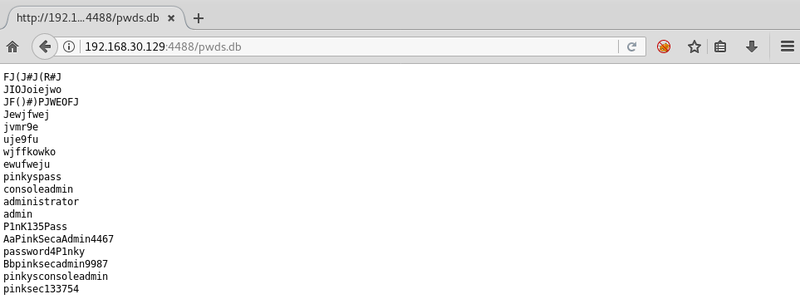 http://192.1...4488/pwds.db
192.168.30.129:4488/pwds.db
FJ(J#J(R#J
JIOJoiejwo
JF()#)PJWEOFJ
Jewjfwej
jvmr9e
uje9fu
wjffkowko
ewufweju
pinkyspass
consoleadmin
administrator
admin
P1nK135Pass
AaPinkSecaAdmin4467
password4P1nky
Bbpinksecadmin9987
pinkysconsoleadmin
pinksec133754